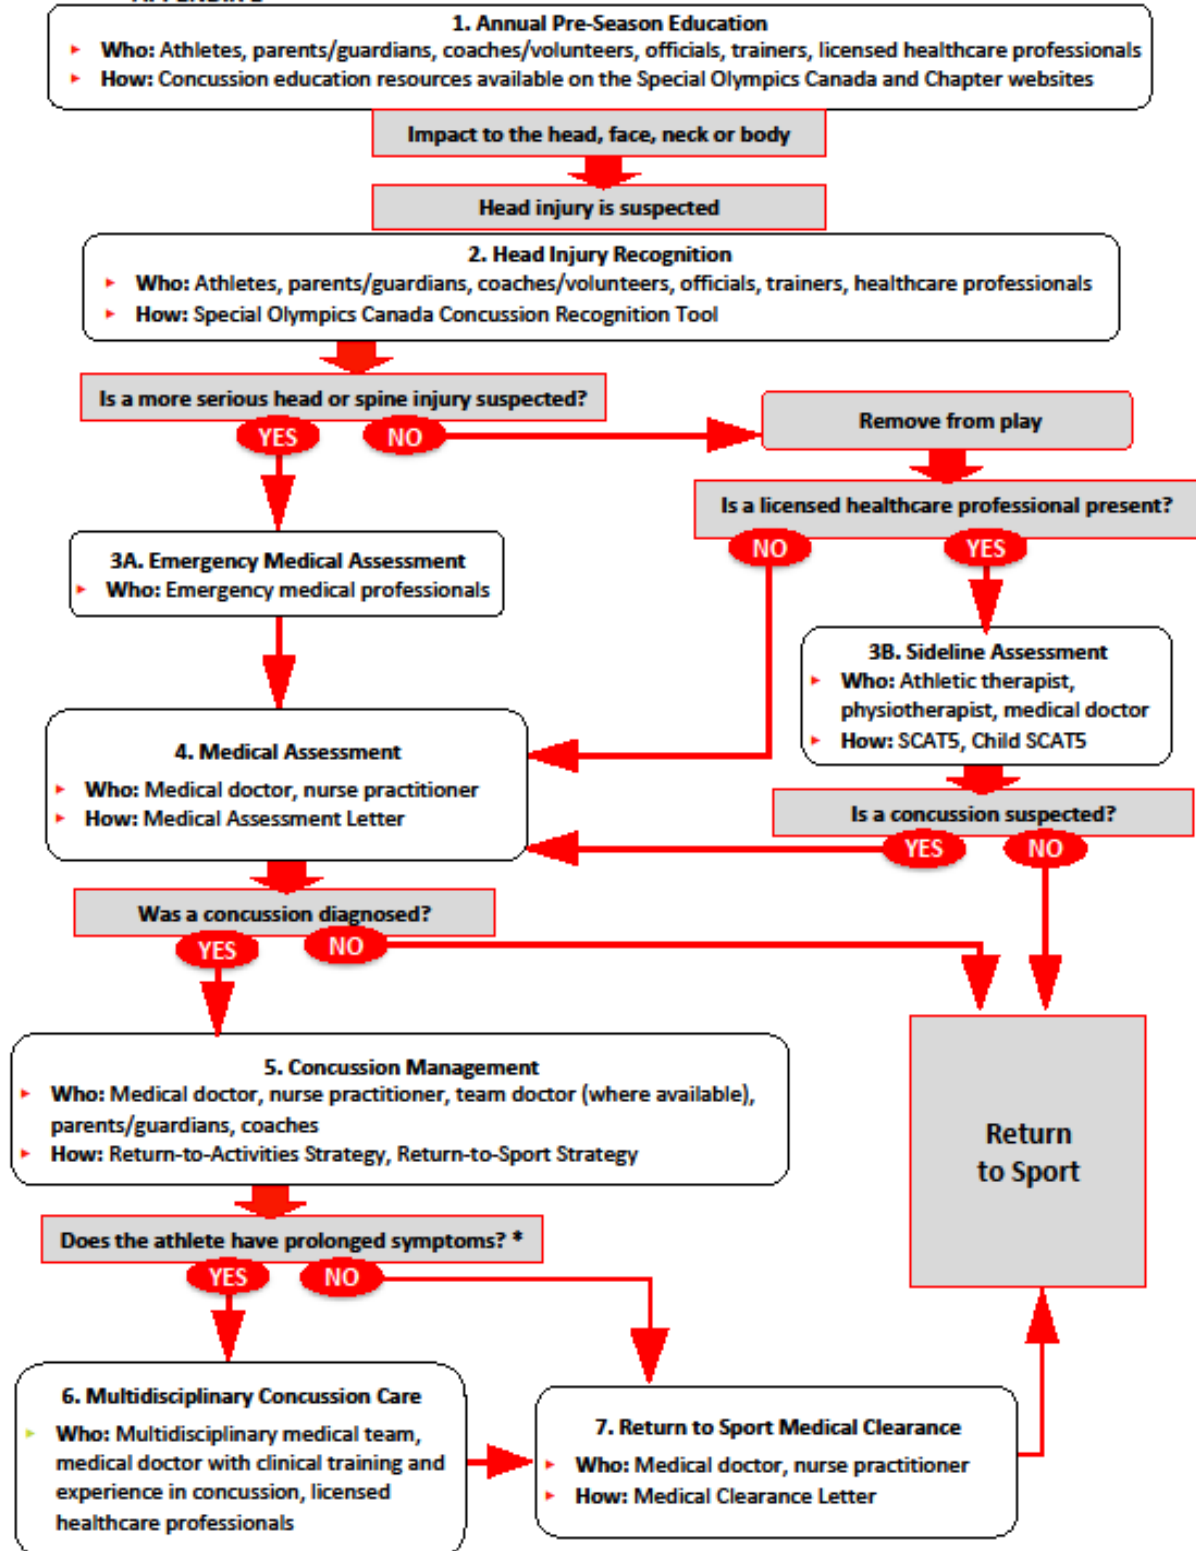 1. Annual Pre-Season Education
Who: Athletes, parents/guardians, coaches/volunteers, officials, trainers, licensed healthcare professionals
How: Concussion education resources available on the Special Olympics Canada and Chapter websites
Impact to the head, face, neck or body
Head injury is suspected
2. Head Injury Recognition
Who: Athletes, parents/guardians, coaches/volunteers, officials, trainers, healthcare professionals
How: Special Olympics Canada Concussion Recognition Tool
Is a more serious head or spine injury suspected?
YES
NO
Remove from play
Is a licensed healthcare professional present?
NO
YES
3A. Emergency Medical Assessment
Who: Emergency medical professionals
3B. Sideline Assessment
Who: Athletic therapist,
physiotherapist, medical doctor
How: SCAT5, Child SCAT5
4. Medical Assessment
Who: Medical doctor, nurse practitioner
How: Medical Assessment Letter
Is a concussion suspected?
YES
NO
Was a concussion diagnosed?
YES
NO
5. Concussion Management
Who: Medical doctor, nurse practitioner, team doctor (where available),
parents/guardians, coaches
How: Return-to-Activities Strategy, Return-to-Sport Strategy
Return
to Sport
Does the athlete have prolonged symptoms? *
YES
NO
6. Multidisciplinary Concussion Care
Who: Multidisciplinary medical team,
medical doctor with clinical training and
experience in concussion, licensed
healthcare professionals
7. Return to Sport Medical Clearance
Who: Medical doctor, nurse practitioner
How: Medical Clearance Letter